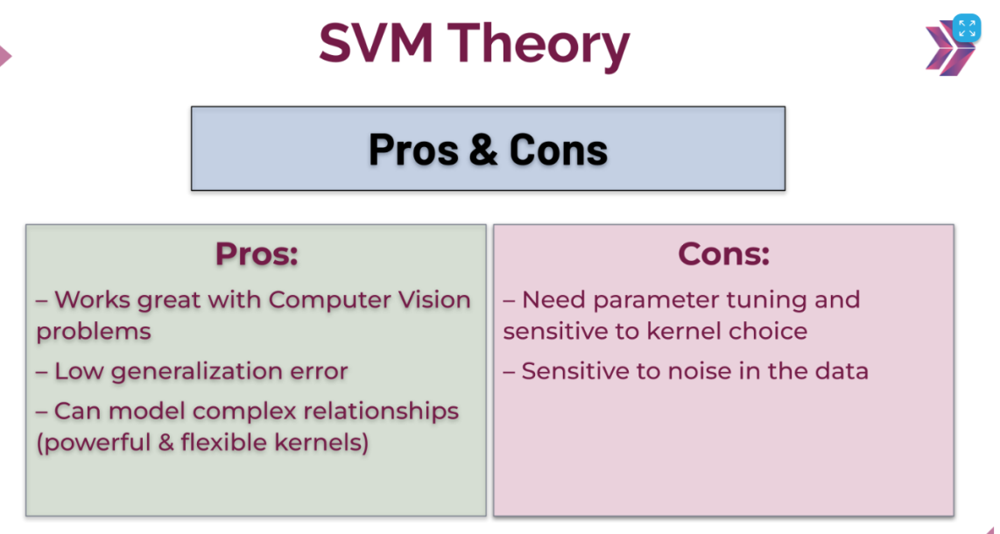 SVM Theory
Pros & Cons
Pros:
– Works great with Computer Vision
problems
– Low generalization error
– Can model complex relationships
(powerful & flexible kernels)
Cons:
– Need parameter tuning and
sensitive to kernel choice
– Sensitive to noise in the data